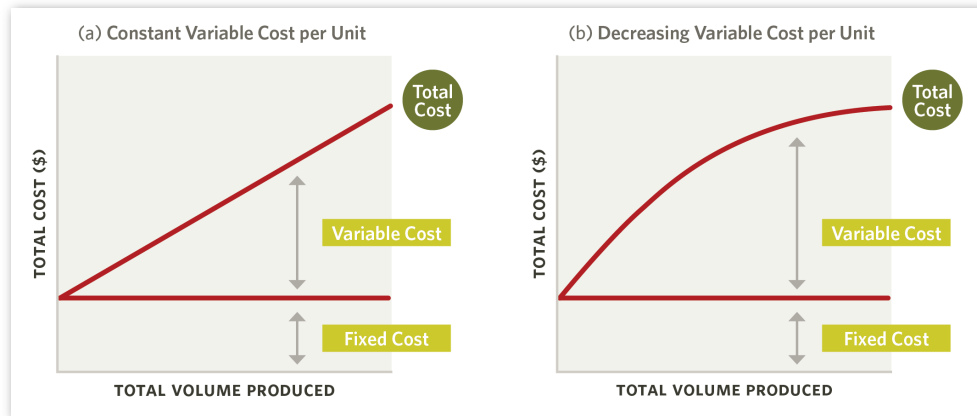 (a) Constant Variable Cost per Unit
TOTAL COST ($)
Total
Cost
Variable Cost
Fixed Cost
TOTAL VOLUME PRODUCED
(b) Decreasing Variable Cost per Unit
TOTAL COST ($)
Total
Cost
Variable Cost
Fixed Cost
TOTAL VOLUME PRODUCED